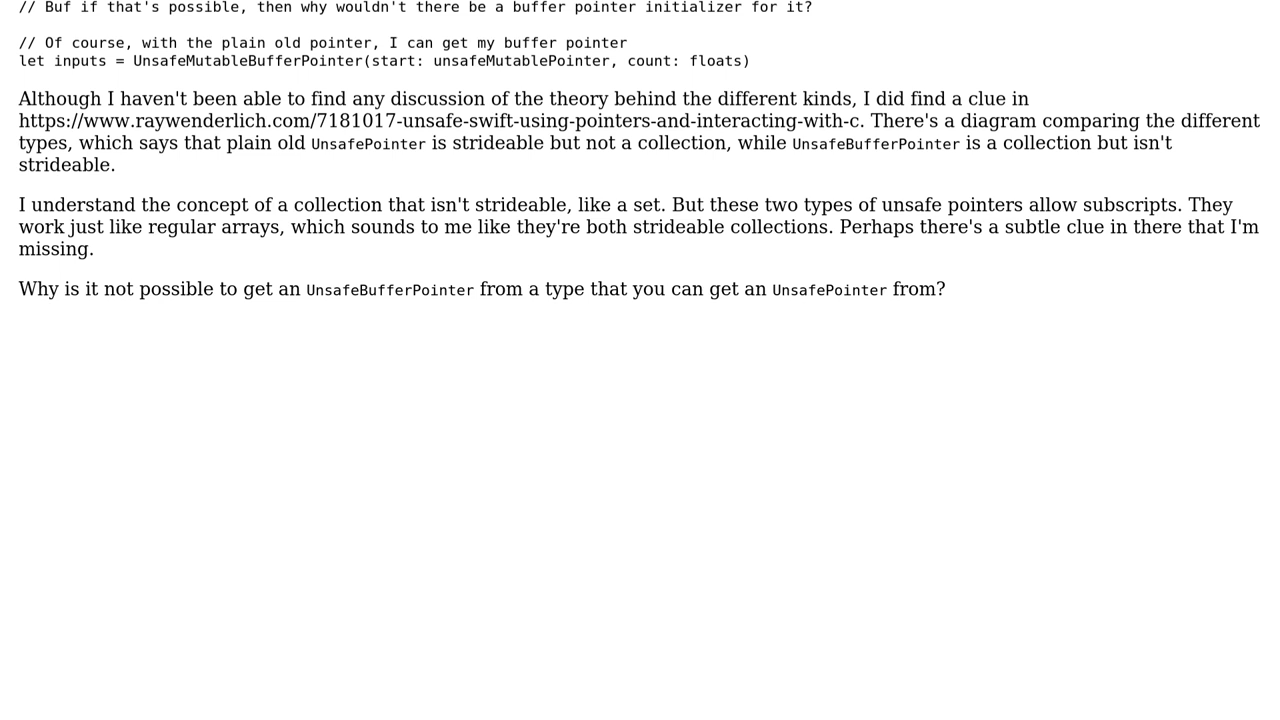 // Buf if that's possible, then why wouldn't there be a buffer pointer initializer for it?
// Of course, with the plain old pointer, I can get my buffer pointer
let inputs = UnsafeMutableBufferPointer(start: unsafeMutablePointer, count: floats)
Although I haven't been able to find any discussion of the theory behind the different kinds, I did find a clue in
https://www.raywenderlich.com/7181017-unsafe-swift-using-pointers-and-interacting-with-c. There's a diagram comparing the different
types, which says that plain old UnsafePointer is strideable but not a collection, while UnsafeBufferPointer is a collection but isn't
strideable.
I understand the concept of a collection that isn't strideable, like a set. But these two types of unsafe pointers allow subscripts. They
work just like regular arrays, which sounds to me like they're both strideable collections. Perhaps there's a subtle clue in there that I'm
missing.
Why is it not possible to get an UnsafeBufferPointer from a type that you can get an UnsafePointer from?